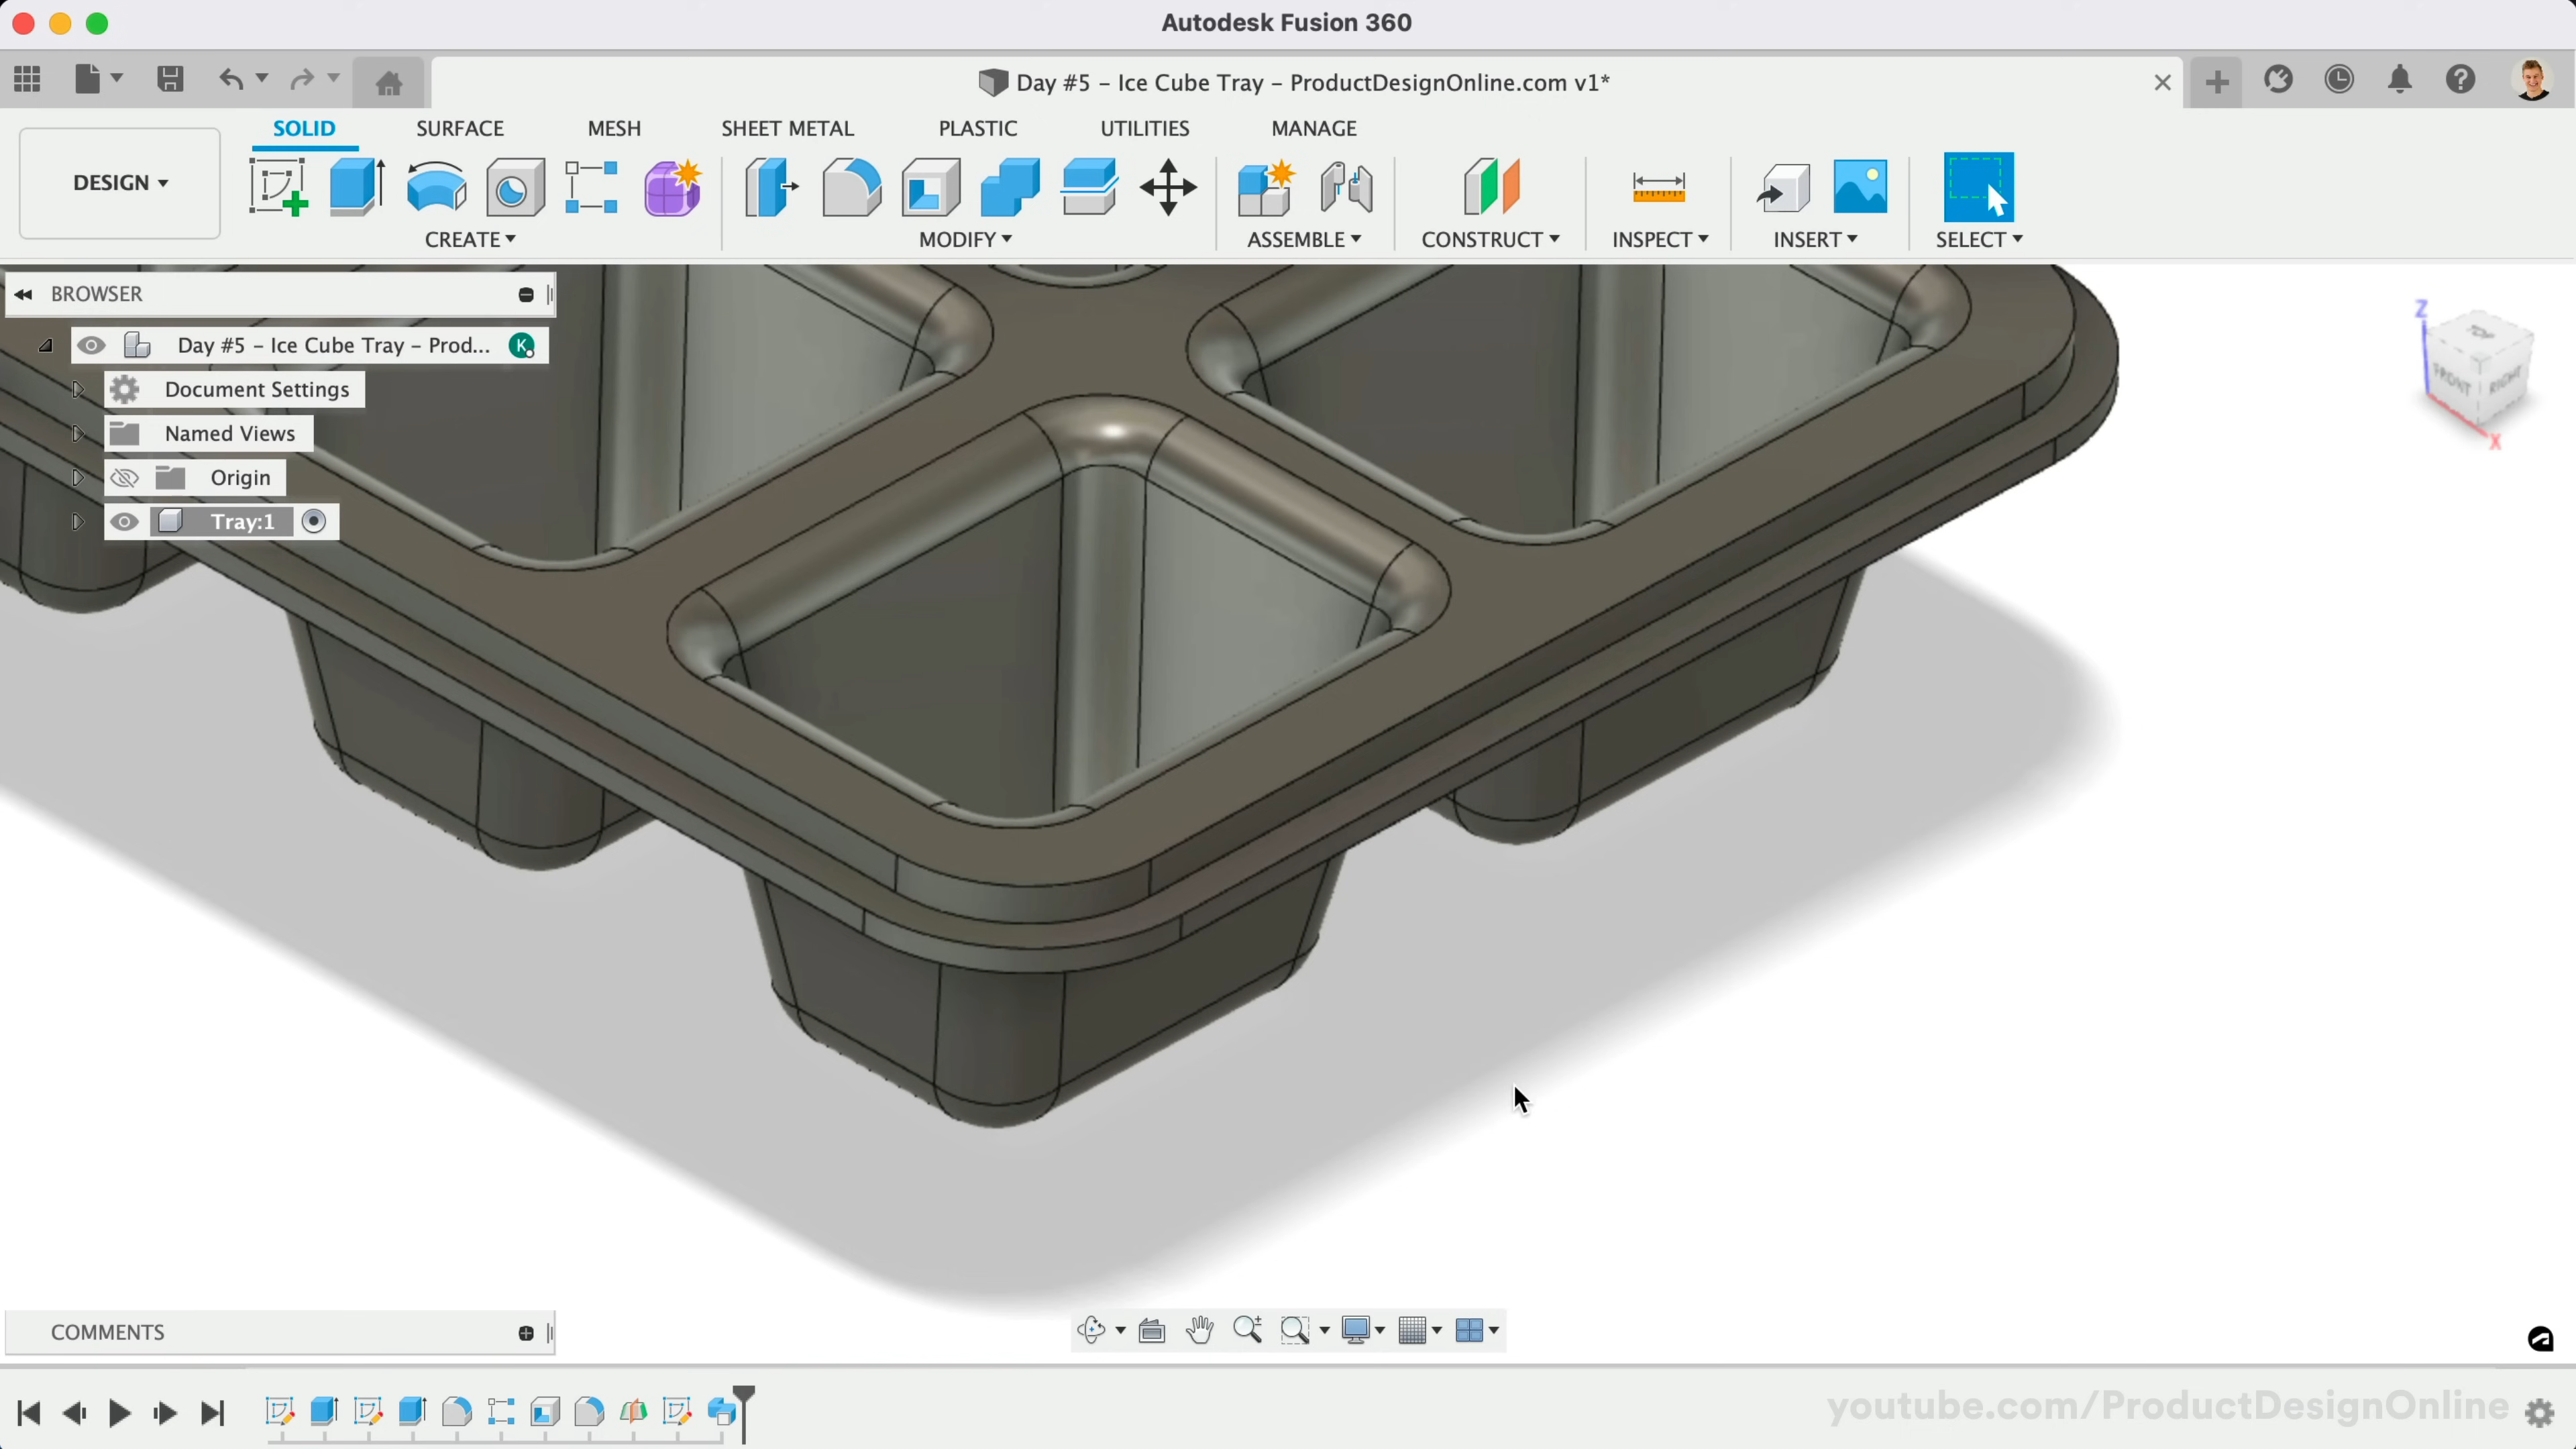 Autodesk Fusion 360
Day #5 – Ice Cube Tray – ProductDesignOnline.com v1*
SOLID SURFACE MESH SHEET METAL PLASTIC UTILITIES MANAGE
DESIGN
CREATE MODIFY ASSEMBLE CONSTRUCT INSPECT INSERT SELECT
BROWSER
Day #5 – Ice Cube Tray – Prod... K
Document Settings
Named Views
Origin
Tray:1
Z
FRONT RIGHT
X
COMMENTS
youtube.com/ProductDesignOnline